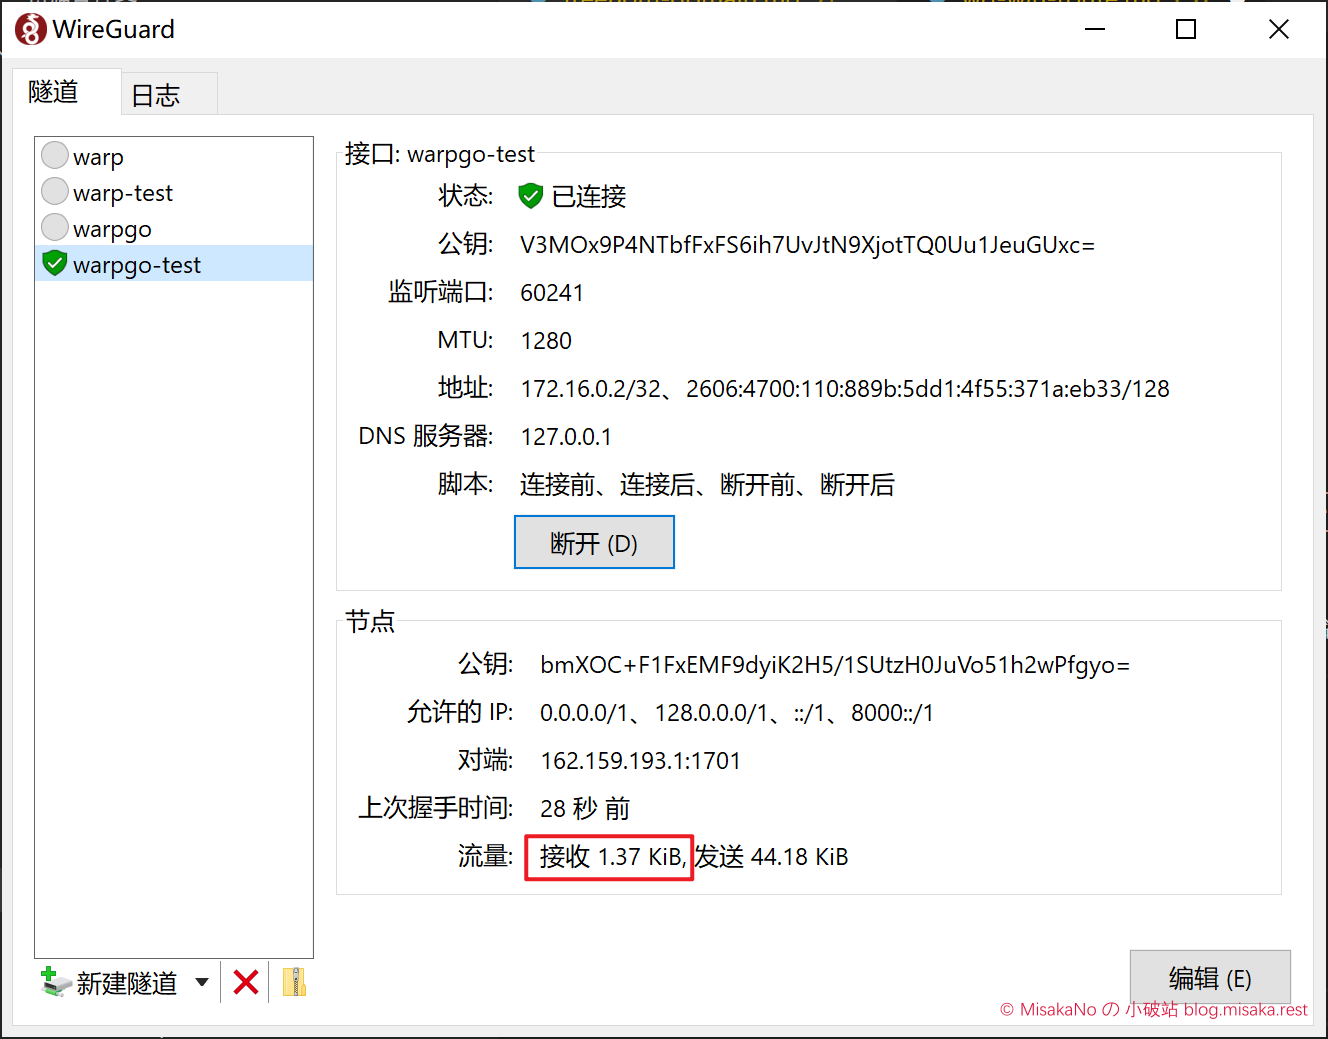 WireGuard
隧道
日志
warp
warp-test
warpgo
warpgo-test
接口: warpgo-test
状态: 已连接
公钥: V3MOx9P4NTbfFxFS6ih7UvJtN9XjotTQ0Uu1JeuGUxc=
监听端口: 60241
MTU: 1280
地址: 172.16.0.2/32、2606:4700:110:889b:5dd1:4f55:371a:eb33/128
DNS 服务器: 127.0.0.1
脚本: 连接前、连接后、断开前、断开后
断开 (D)
节点
公钥: bmXOC+F1FxEMF9dyiK2H5/1SUtzH0JuVo51h2wPfgyo=
允许的 IP: 0.0.0.0/1、128.0.0.0/1、::/1、8000::/1
对端: 162.159.193.1:1701
上次握手时间: 28 秒 前
流量: 接收 1.37 KiB, 发送 44.18 KiB
新建隧道
编辑 (E)
© MisakaNo の 小破站 blog.misaka.rest